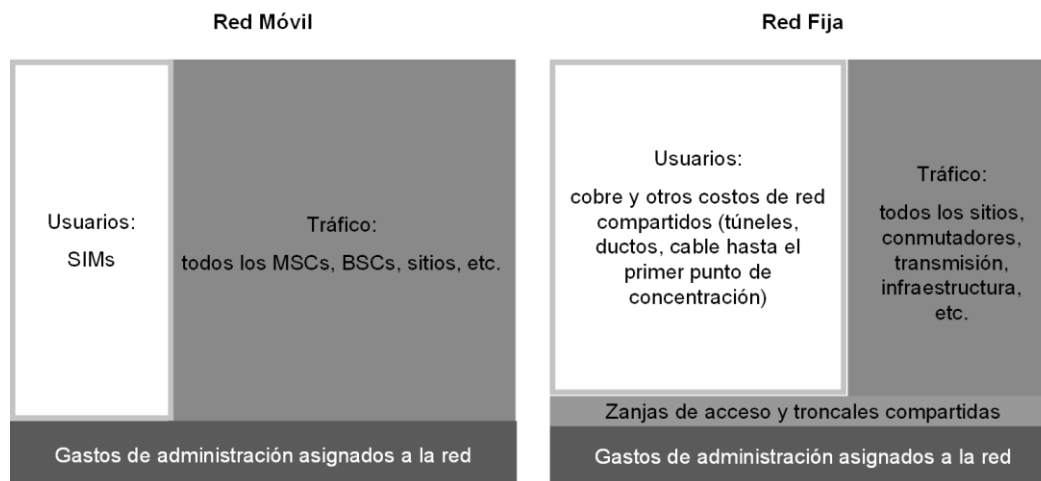 Red Móvil
Usuarios:
SIMs
Tráfico:
todos los MSCs, BSCs, sitios, etc.
Gastos de administración asignados a la red
Red Fija
Usuarios:
cobre y otros costos de red
compartidos (túneles,
ductos, cable hasta el
primer punto de
concentración)
Tráfico:
todos los sitios,
conmutadores,
transmisión,
infraestructura,
etc.
Zanjas de acceso y troncales compartidas
Gastos de administración asignados a la red